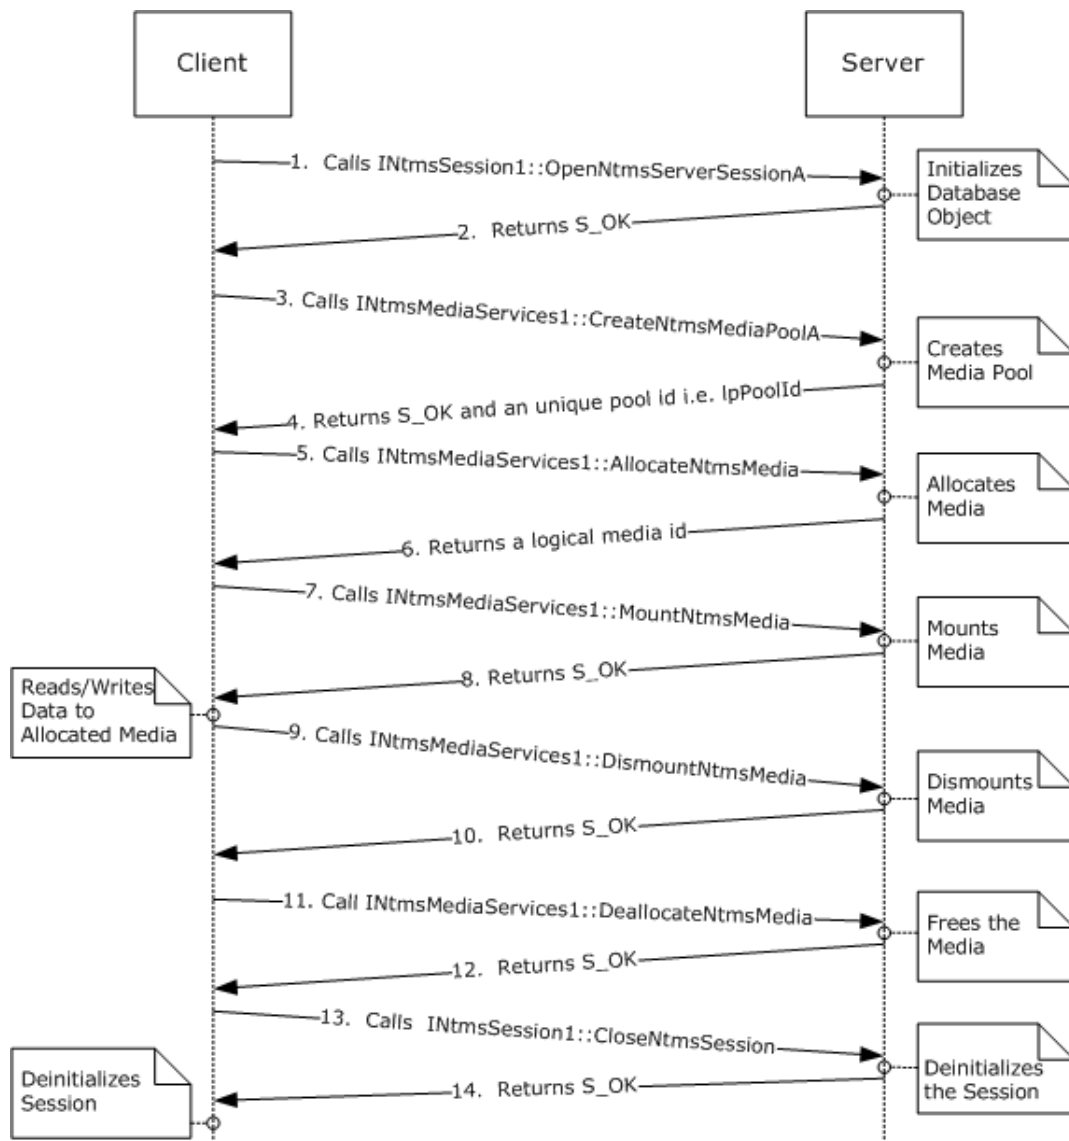 Client
Server
1.  Calls INtmsSession1::OpenNtmsServerSessionA
Initializes
Database
Object
2.  Returns S_OK
3. Calls INtmsMediaServices1::CreateNtmsMediaPoolA
Creates
Media Pool
4. Returns S_OK and an unique pool id i.e. lpPoolId
5. Calls INtmsMediaServices1::AllocateNtmsMedia
Allocates
Media
6. Returns a logical media id
7. Calls INtmsMediaServices1::MountNtmsMedia
Mounts
Media
8. Returns S_OK
Reads/Writes
Data to
Allocated Media
9. Calls INtmsMediaServices1::DismountNtmsMedia
Dismounts
Media
10.  Returns S_OK
11. Call INtmsMediaServices1::DeallocateNtmsMedia
Frees the
Media
12.  Returns S_OK
13.  Calls  INtmsSession1::CloseNtmsSession
Deinitializes
the Session
14.  Returns S_OK
Deinitializes
Session